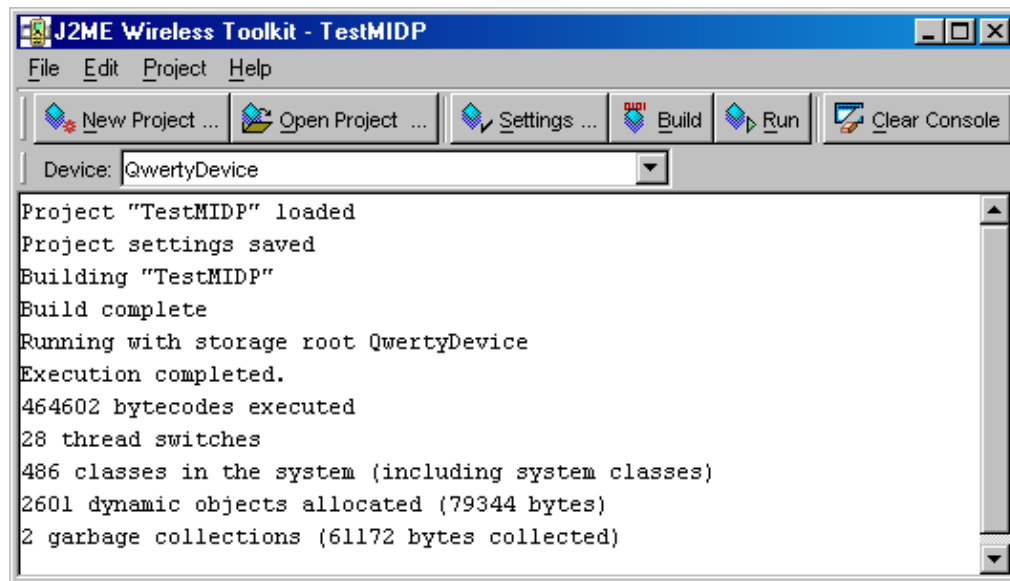 J2ME Wireless Toolkit - TestMIDP
File Edit Project Help
New Project ... Open Project ... Settings ... Build Run Clear Console
Device: QwertyDevice
Project "TestMIDP" loaded
Project settings saved
Building "TestMIDP"
Build complete
Running with storage root QwertyDevice
Execution completed.
464602 bytecodes executed
28 thread switches
486 classes in the system (including system classes)
2601 dynamic objects allocated (79344 bytes)
2 garbage collections (61172 bytes collected)